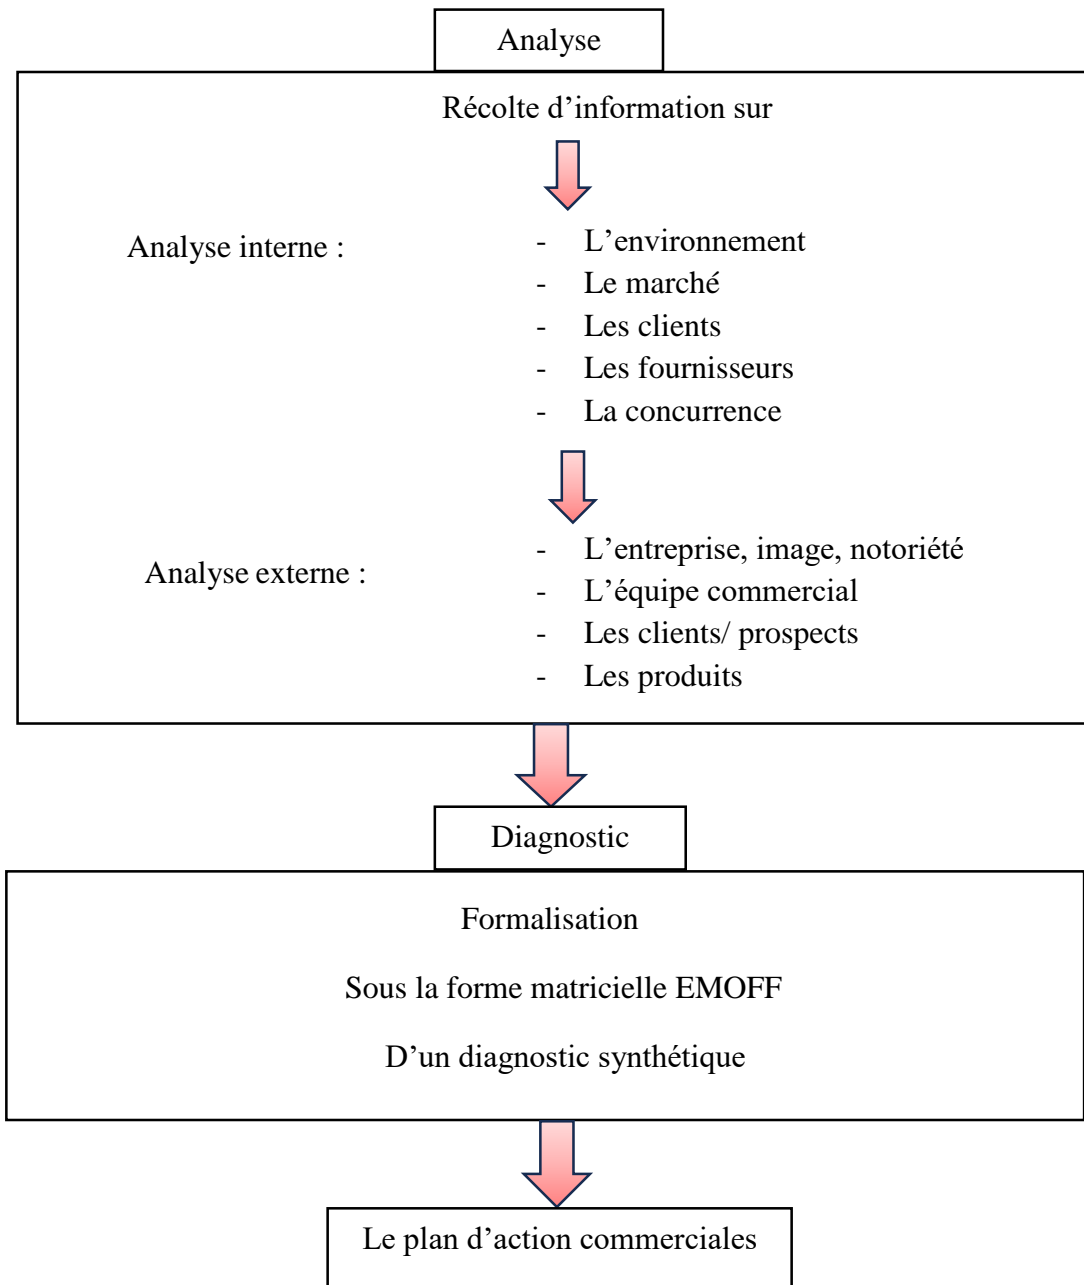 Analyse
Récolte d’information sur
Analyse interne :
- L’environnement
- Le marché
- Les clients
- Les fournisseurs
- La concurrence
Analyse externe :
- L’entreprise, image, notoriété
- L’équipe commercial
- Les clients/ prospects
- Les produits
Diagnostic
Formalisation
Sous la forme matricielle EMOFF
D’un diagnostic synthétique
Le plan d’action commerciales